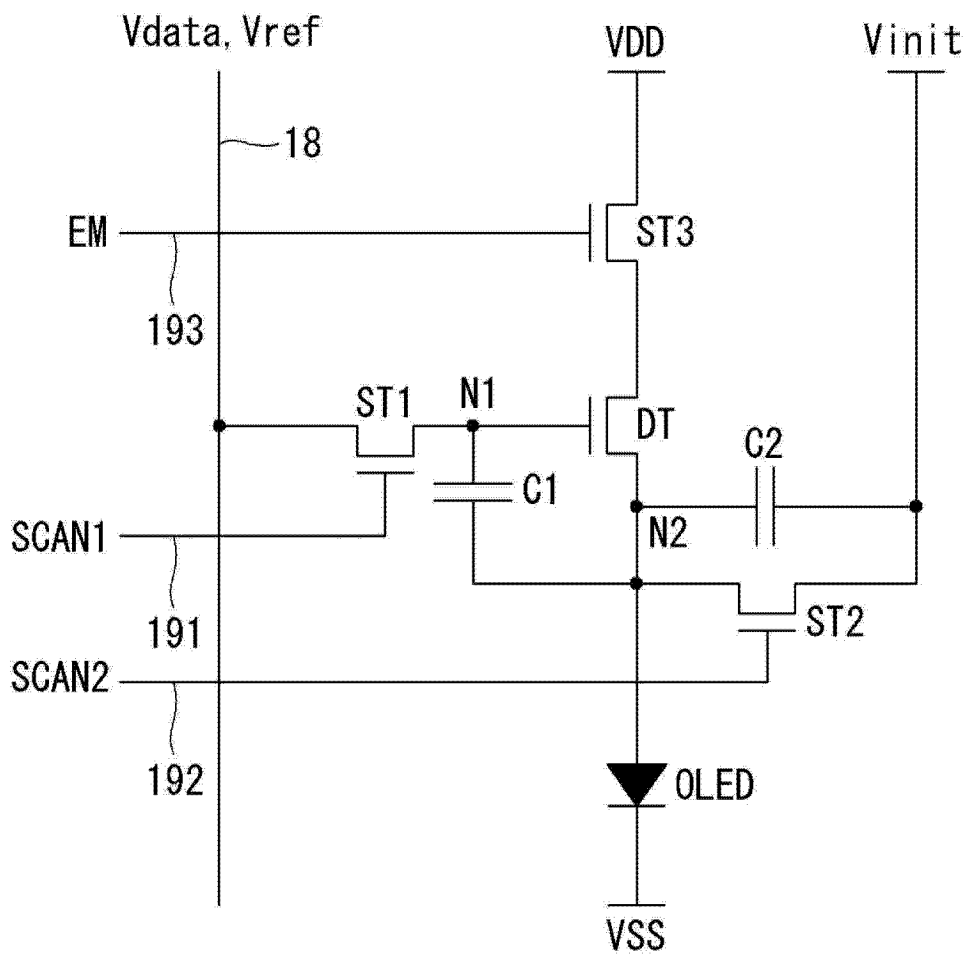 Vdata, Vref
VDD
Vinit
18
EM
ST3
193
ST1
N1
DT
C2
C1
SCAN1
N2
191
ST2
SCAN2
192
OLED
VSS